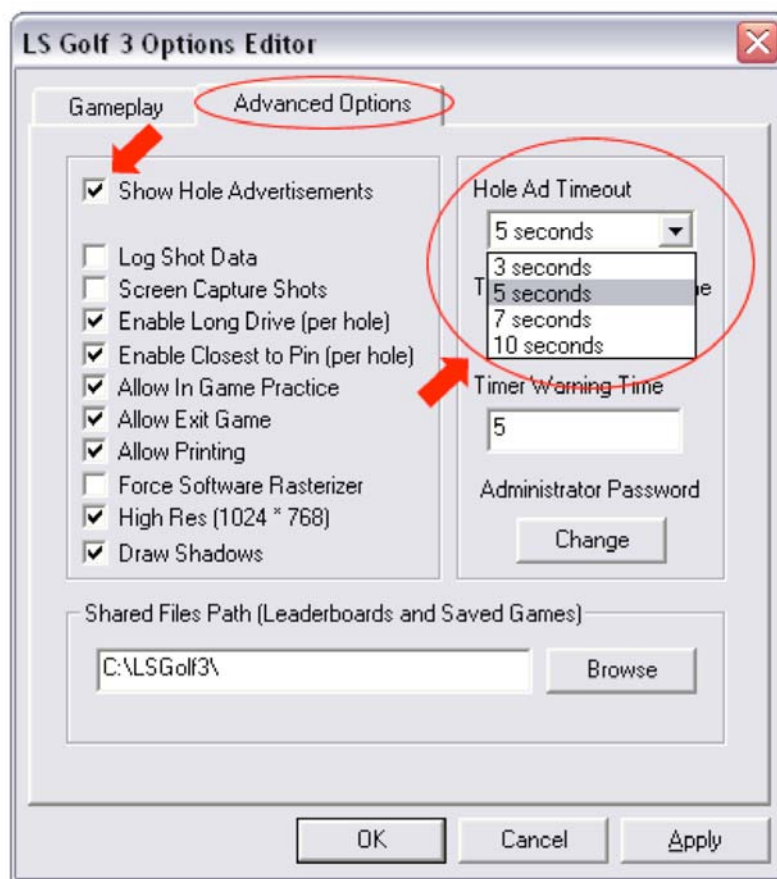 LS Golf 3 Options Editor
Gameplay
Advanced Options
Show Hole Advertisements
Log Shot Data
Screen Capture Shots
Enable Long Drive (per hole)
Enable Closest to Pin (per hole)
Allow In Game Practice
Allow Exit Game
Allow Printing
Force Software Rasterizer
High Res (1024 * 768)
Draw Shadows
Hole Ad Timeout
5 seconds
3 seconds
5 seconds
7 seconds
10 seconds
Timer Warning Time
5
Administrator Password
Change
Shared Files Path (Leaderboards and Saved Games)
C:\LSGolf3\
Browse
OK
Cancel
Apply